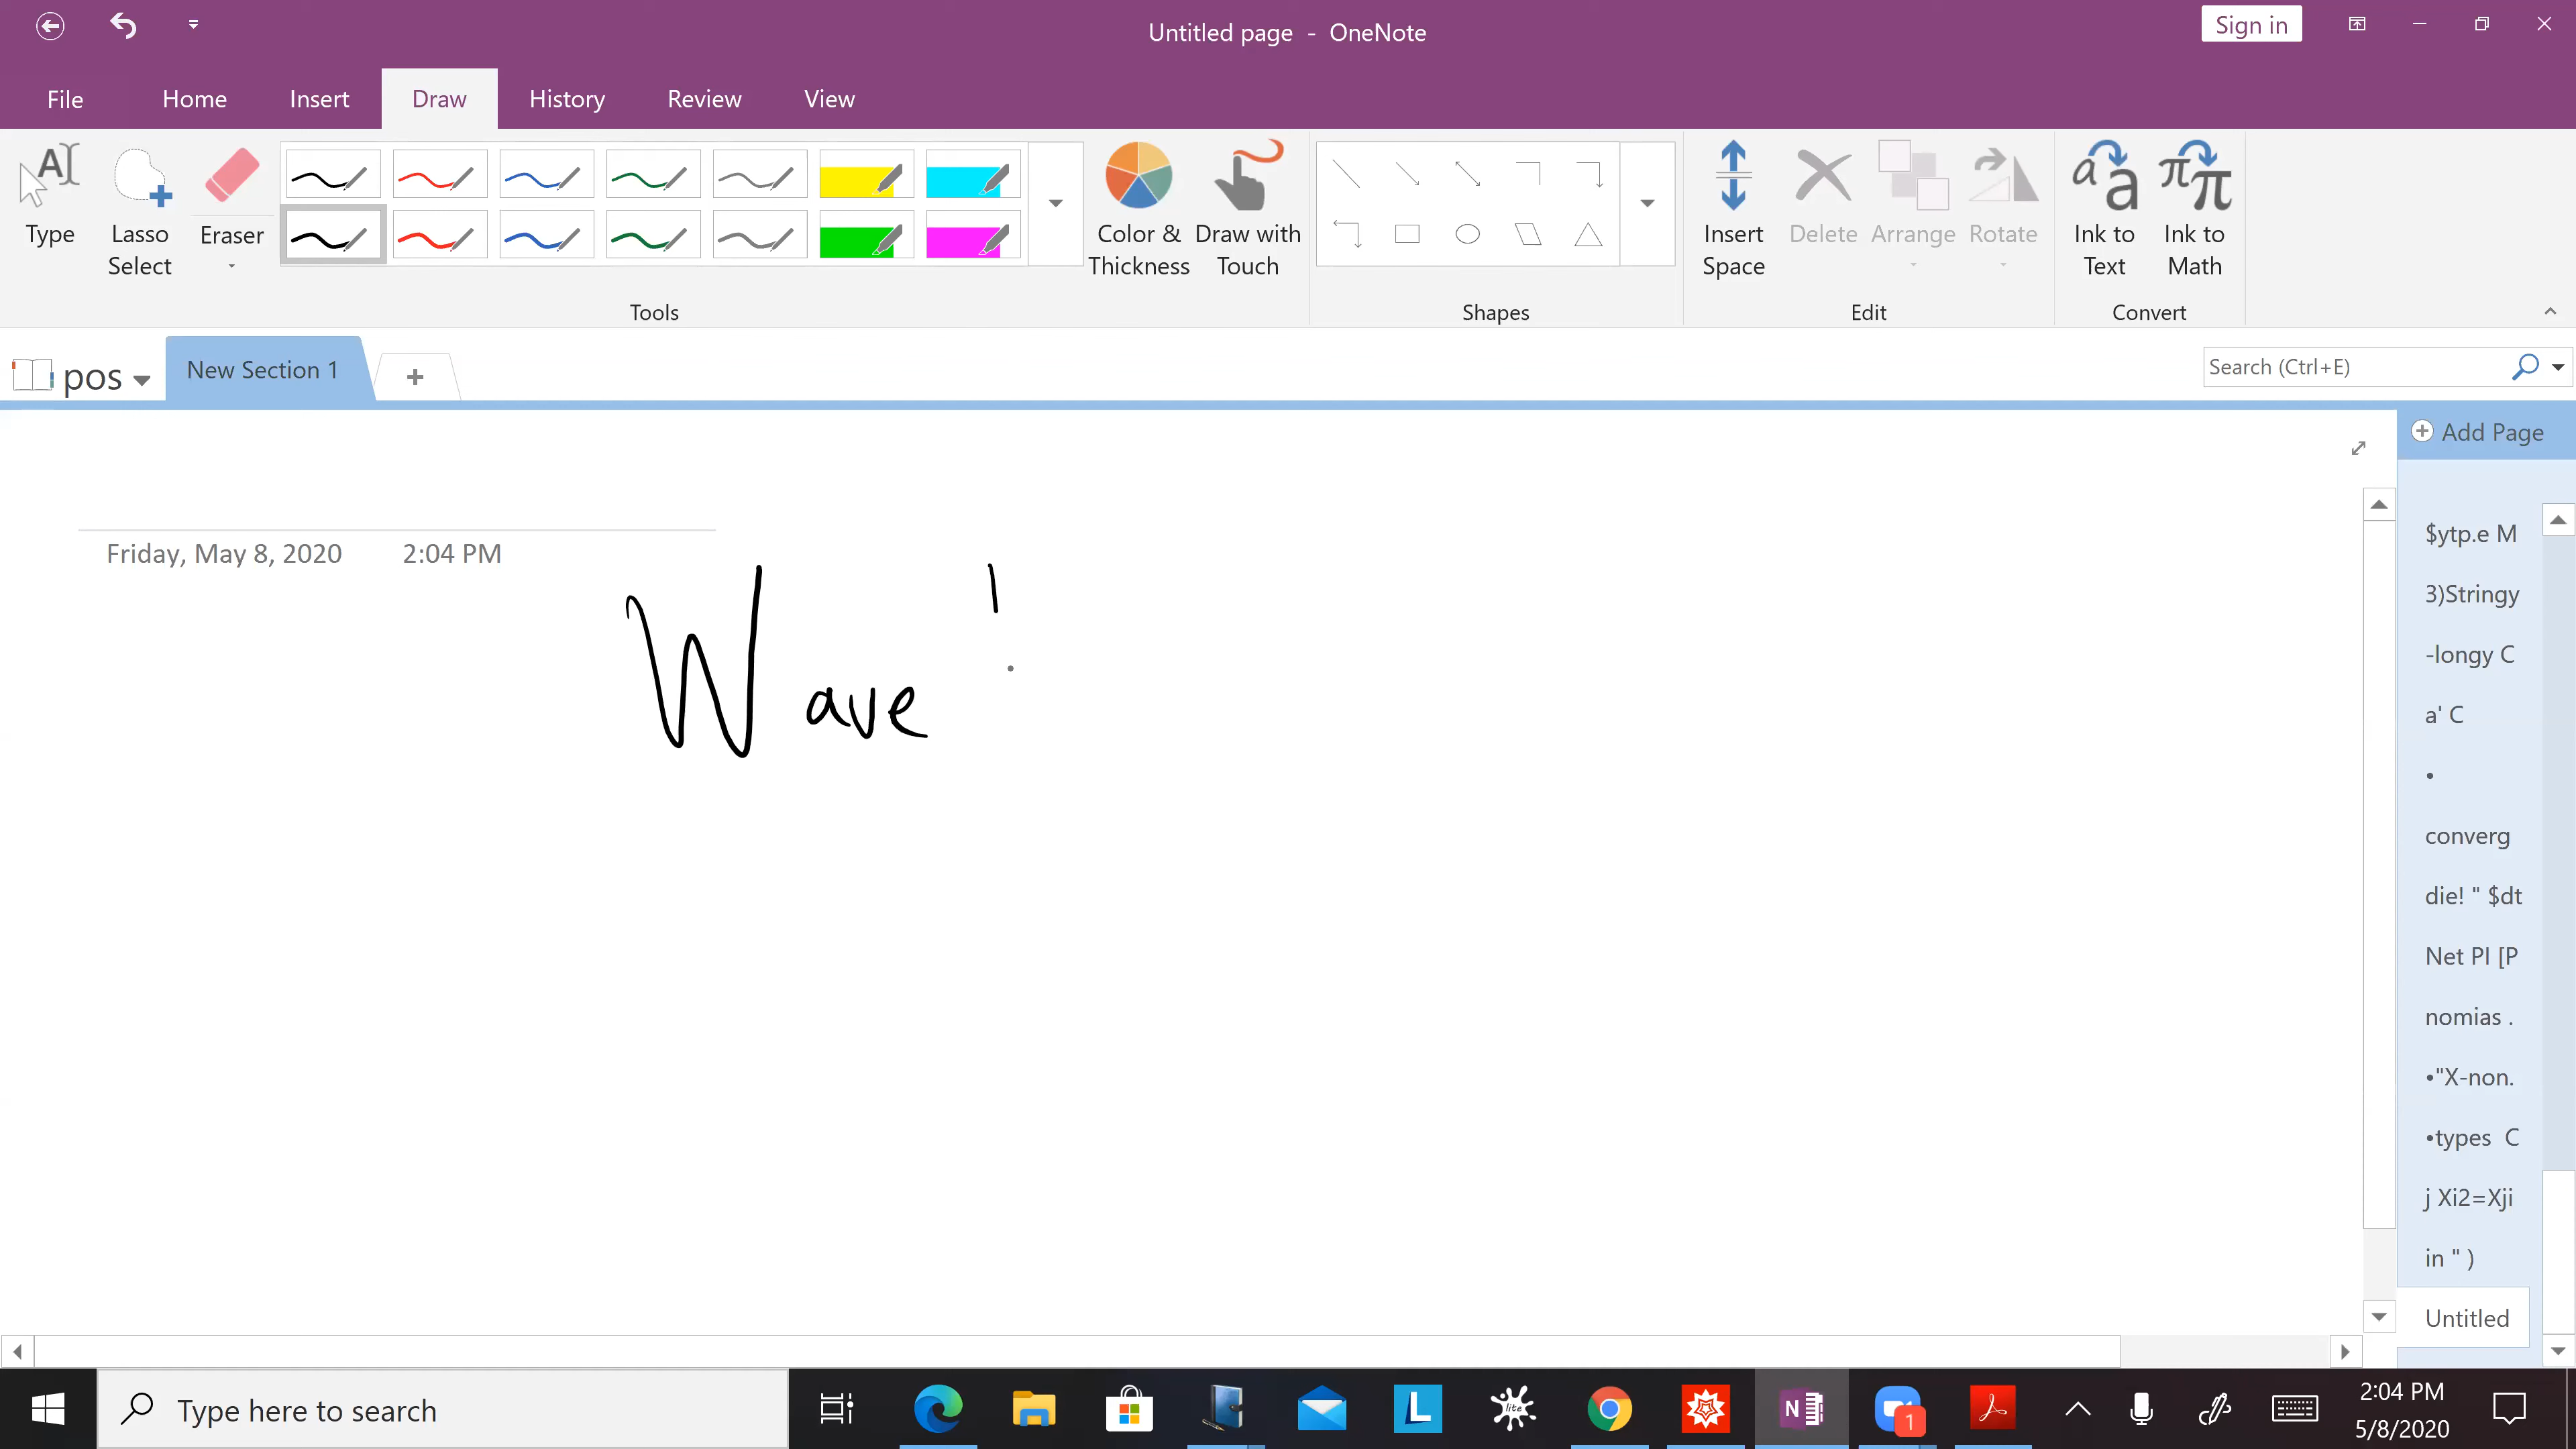 Untitled page - OneNote
Sign in
File Home Insert Draw History Review View
Type
Lasso Select
Eraser
Color & Thickness
Draw with Touch
Insert Space
Delete
Arrange
Rotate
Ink to Text
Ink to Math
Tools
Shapes
Edit
Convert
pos
New Section 1
+
Search (Ctrl+E)
Add Page
Friday, May 8, 2020 2:04 PM
Wave
$ytp.e M
3)Stringy
-longy C
a' C
•
converg
die! " $dt
Net PI [P
nomias .
•"X-non.
•types C
j Xi2=Xji
in " )
Untitled
Type here to search
L
lite
N
1
2:04 PM
5/8/2020